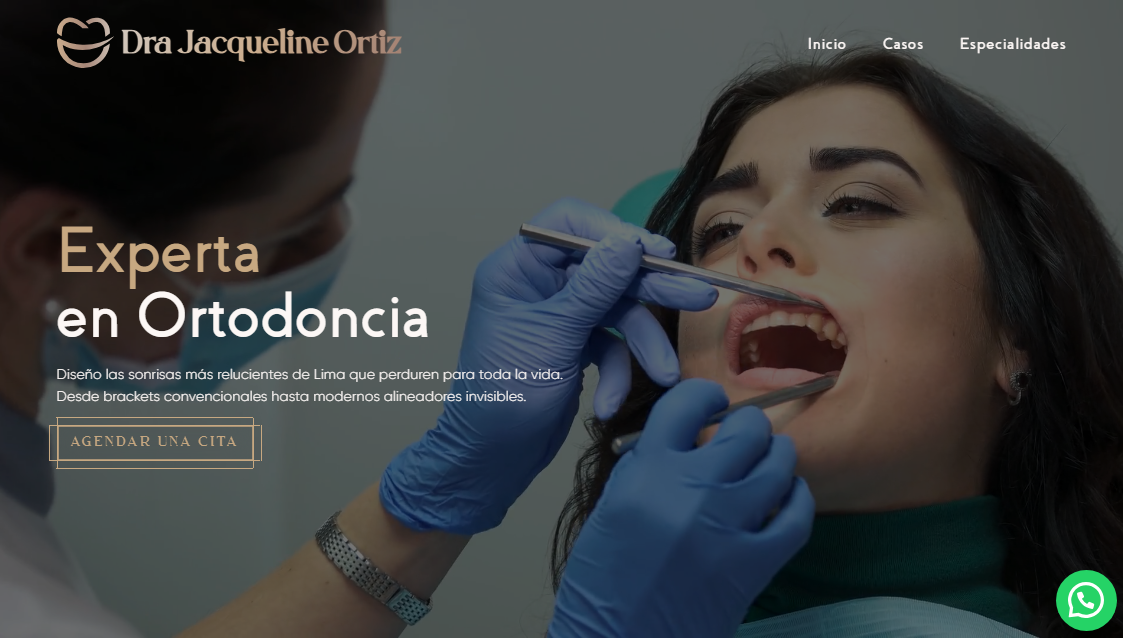 Dra Jacqueline Ortiz
Inicio
Casos
Especialidades
Experta
en Ortodoncia
Diseño las sonrisas más relucientes de Lima que perduren para toda la vida.
Desde brackets convencionales hasta modernos alineadores invisibles.
AGENDAR UNA CITA